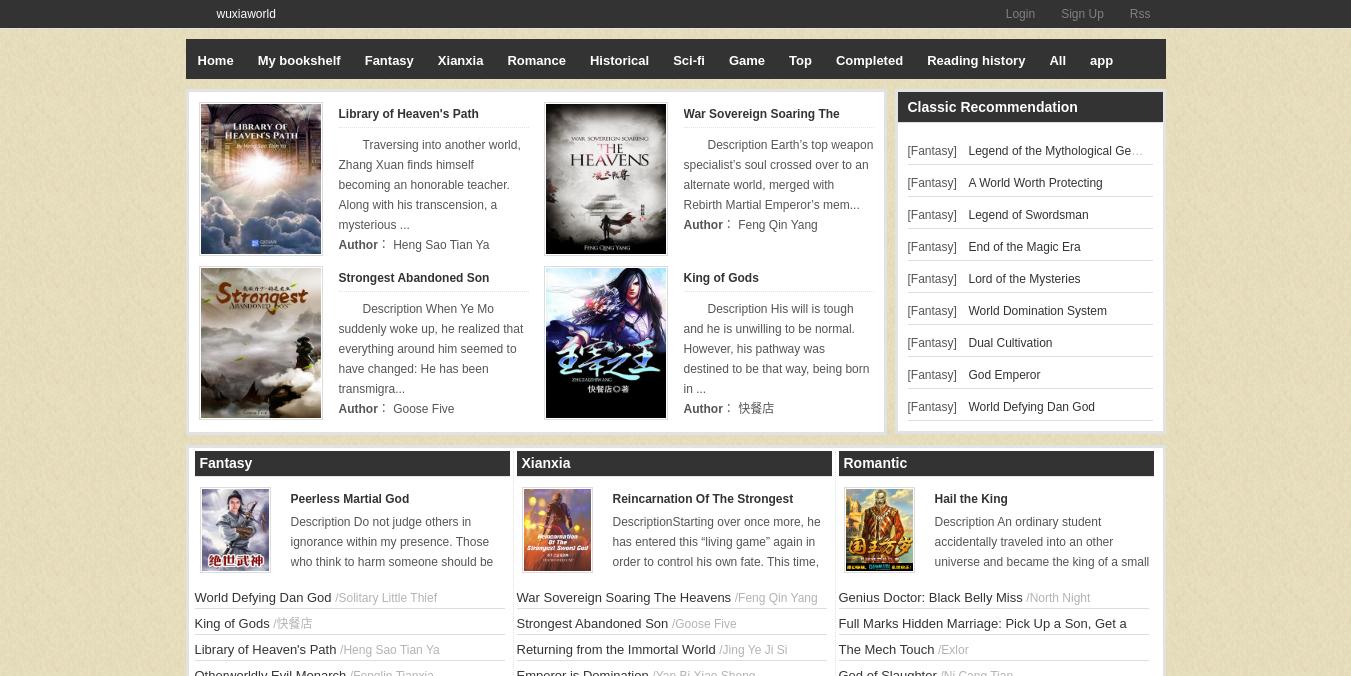 wuxiaworld
Login Sign Up Rss
Home My bookshelf Fantasy Xianxia Romance Historical Sci-fi Game Top Completed Reading history All app
LIBRARY OF
HEAVEN'S PATH
by Heng Sao Tian Ya
Library of Heaven's Path
Traversing into another world,
Zhang Xuan finds himself
becoming an honorable teacher.
Along with his transcension, a
mysterious ...
Author： Heng Sao Tian Ya
WAR SOVEREIGN SOARING
THE
HEAVENS
FENG QING YANG
War Sovereign Soaring The
Description Earth’s top weapon
specialist’s soul crossed over to an
alternate world, merged with
Rebirth Martial Emperor’s mem...
Author： Feng Qin Yang
Strongest
ABANDONED SON
Strongest Abandoned Son
Description When Ye Mo
suddenly woke up, he realized that
everything around him seemed to
have changed: He has been
transmigra...
Author： Goose Five
主宰之王
ZHUZAIZHIWANG
快餐店◎著
King of Gods
Description His will is tough
and he is unwilling to be normal.
However, his pathway was
destined to be that way, being born
in ...
Author： 快餐店
Classic Recommendation
[Fantasy] Legend of the Mythological Ge...
[Fantasy] A World Worth Protecting
[Fantasy] Legend of Swordsman
[Fantasy] End of the Magic Era
[Fantasy] Lord of the Mysteries
[Fantasy] World Domination System
[Fantasy] Dual Cultivation
[Fantasy] God Emperor
[Fantasy] World Defying Dan God
Fantasy
绝世武神
Peerless Martial God
Description Do not judge others in
ignorance within my presence. Those
who think to harm someone should be
World Defying Dan God /Solitary Little Thief
King of Gods /快餐店
Library of Heaven's Path /Heng Sao Tian Ya
Otherworldly Evil Monarch /Fengling Tianxia
Xianxia
Reincarnation
Of The
Strongest Sword God
Reincarnation Of The Strongest
DescriptionStarting over once more, he
has entered this “living game” again in
order to control his own fate. This time,
War Sovereign Soaring The Heavens /Feng Qin Yang
Strongest Abandoned Son /Goose Five
Returning from the Immortal World /Jing Ye Ji Si
Emperor is Domination /Yan Bi Xiao Sheng
Romantic
国王万岁
Hail the King
Description An ordinary student
accidentally traveled into an other
universe and became the king of a small
Genius Doctor: Black Belly Miss /North Night
Full Marks Hidden Marriage: Pick Up a Son, Get a
The Mech Touch /Exlor
God of Slaughter /Ni Cang Tian